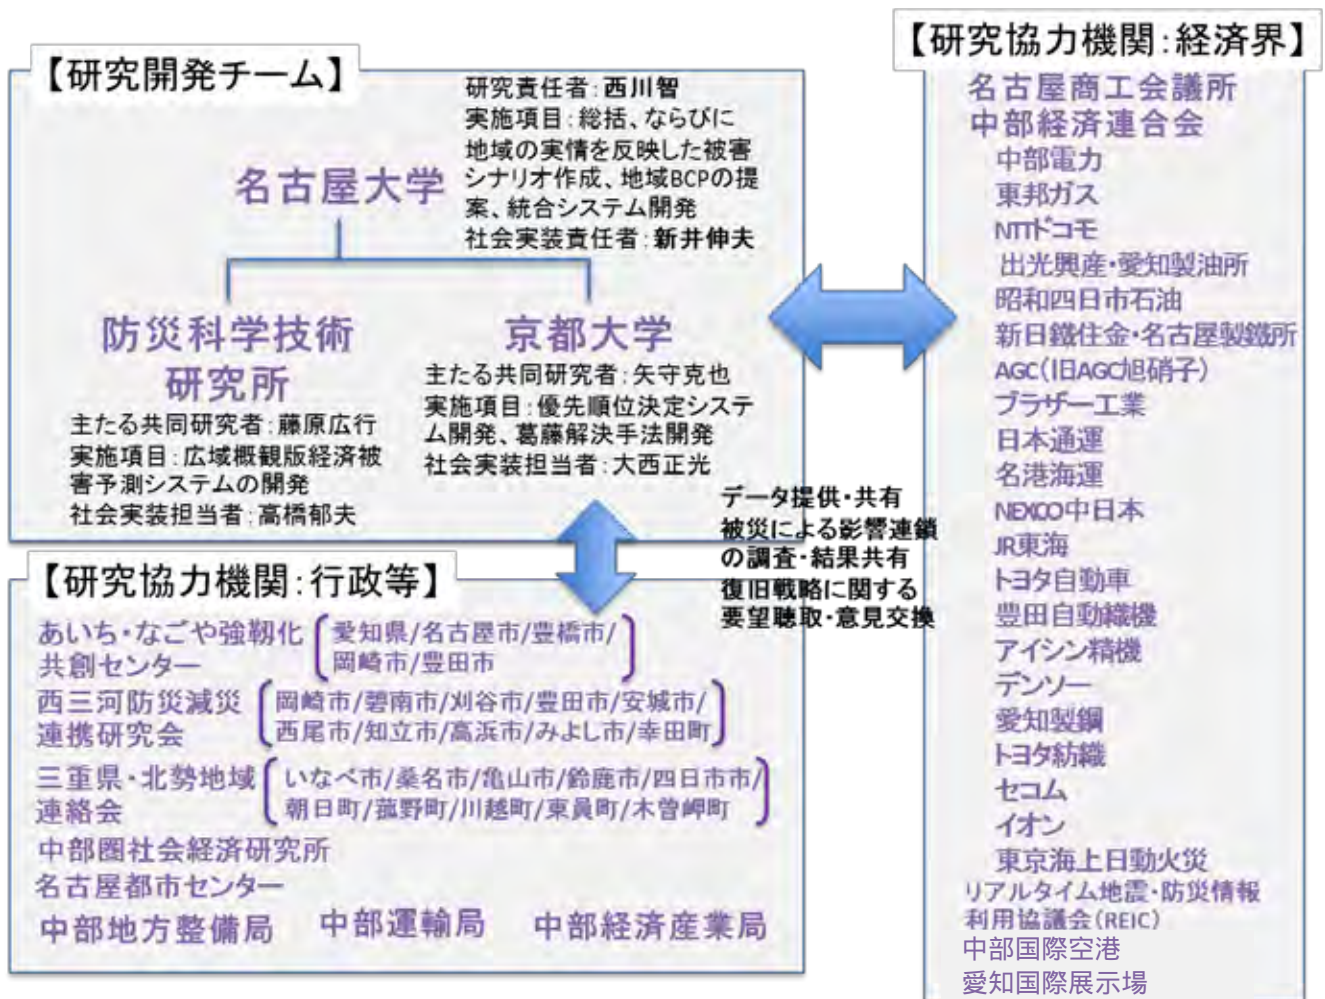 【研究開発チーム】
研究責任者：西川智
実施項目：総括、ならびに
地域の実情を反映した被害
シナリオ作成、地域BCPの提
案、統合システム開発
社会実装責任者：新井伸夫
名古屋大学
防災科学技術
研究所
主たる共同研究者：藤原広行
実施項目：広域概観版経済被
害予測システムの開発
社会実装担当者：高橋郁夫
京都大学
主たる共同研究者：矢守克也
実施項目：優先順位決定システ
ム開発、葛藤解決手法開発
社会実装担当者：大西正光
データ提供・共有
被災による影響連鎖
の調査・結果共有
復旧戦略に関する
要望聴取・意見交換
【研究協力機関：行政等】
あいち・なごや強靱化
共創センター
愛知県/名古屋市/豊橋市/
岡崎市/豊田市
西三河防災減災
連携研究会
岡崎市/碧南市/刈谷市/豊田市/安城市/
西尾市/知立市/高浜市/みよし市/幸田町
三重県・北勢地域
連絡会
いなべ市/桑名市/亀山市/鈴鹿市/四日市市/
朝日町/菰野町/川越町/東員町/木曽岬町
中部圏社会経済研究所
名古屋都市センター
中部地方整備局 中部運輸局 中部経済産業局
【研究協力機関：経済界】
名古屋商工会議所
中部経済連合会
中部電力
東邦ガス
NTTドコモ
出光興産・愛知製油所
昭和四日市石油
新日鐵住金・名古屋製鐵所
AGC（旧AGC旭硝子）
ブラザー工業
日本通運
名港海運
NEXCO中日本
JR東海
トヨタ自動車
豊田自動織機
アイシン精機
デンソー
愛知製鋼
トヨタ紡織
セコム
イオン
東京海上日動火災
リアルタイム地震・防災情報
利用協議会（REIC）
中部国際空港
愛知国際展示場